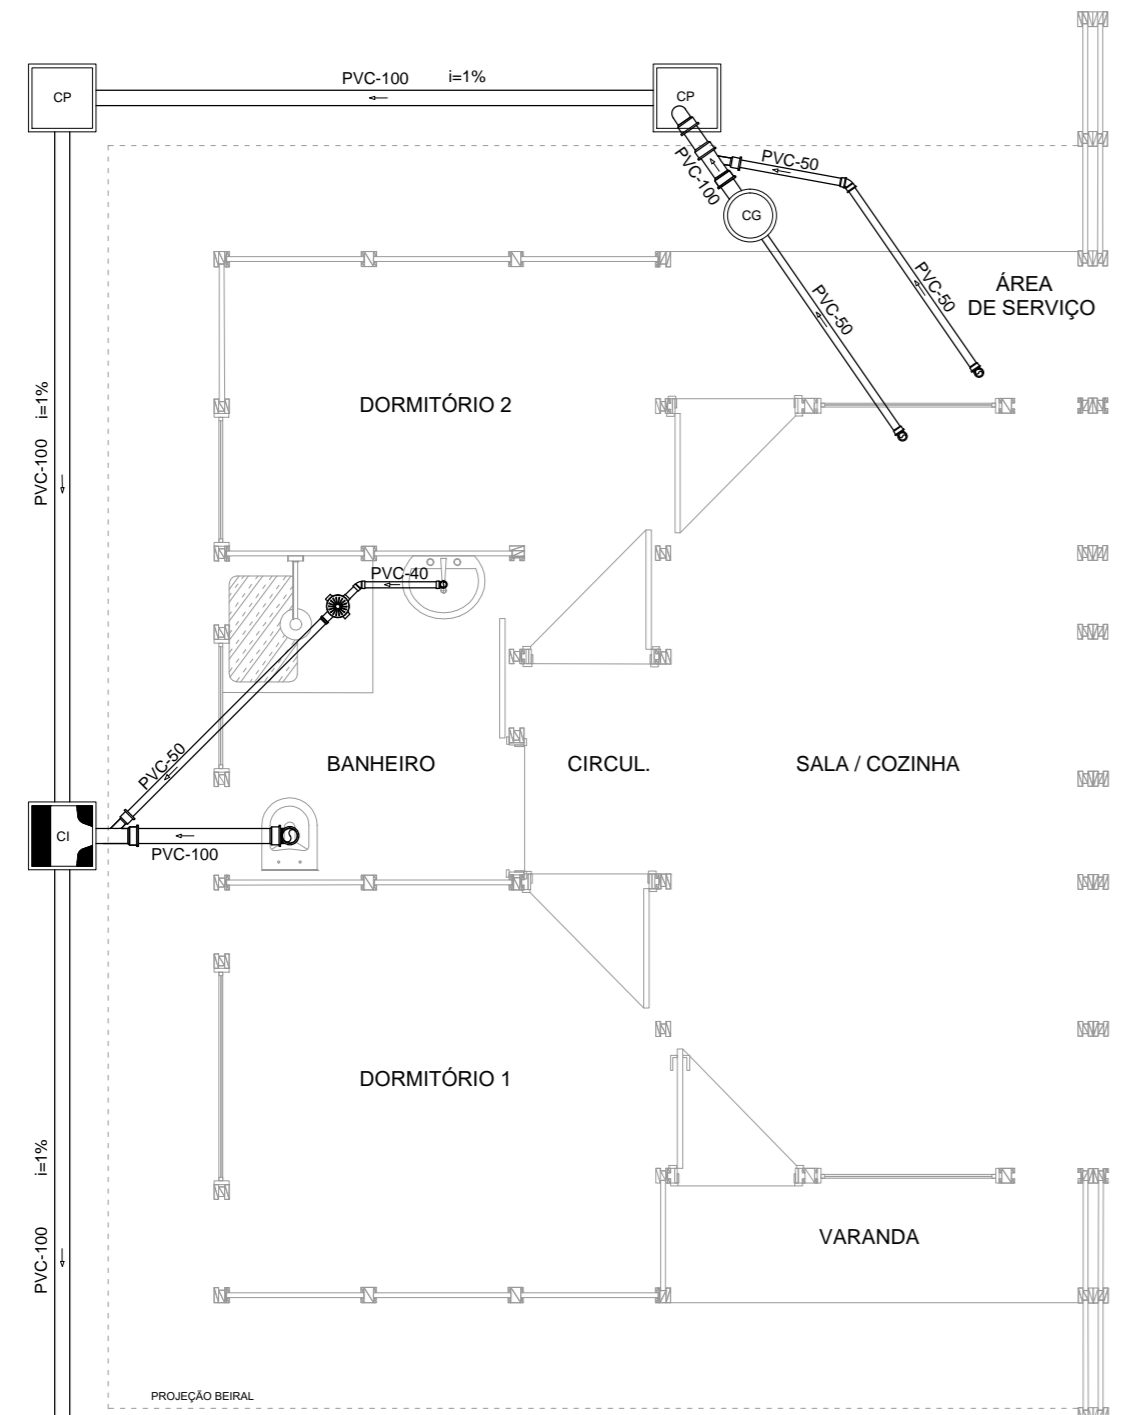 PVC-100 i=1%
CP
CP
PVC-50
PVC-100
CG
PVC-50
PVC-50
ÁREA
DE SERVIÇO
PVC-100 i=1%
DORMITÓRIO 2
PVC-40
PVC-50
BANHEIRO
CIRCUL.
SALA / COZINHA
CI
PVC-100
DORMITÓRIO 1
PVC-100 i=1%
VARANDA
PROJEÇÃO BEIRAL